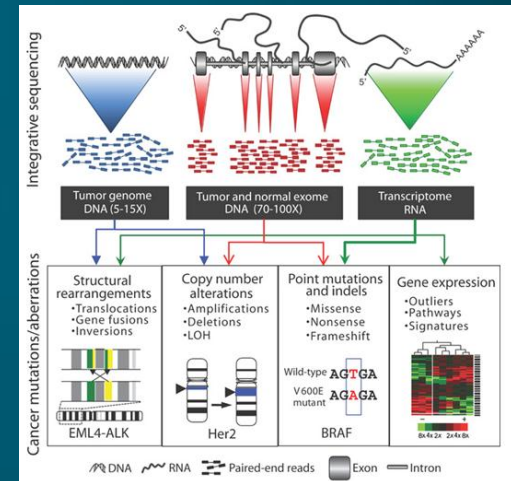 Integrative sequencing
5'
5'
5'
5'
AAAAAA
Tumor genome
DNA (5-15X)
Tumor and normal exome
DNA (70-100X)
Transcriptome
RNA
Cancer mutations/aberrations
Structural
rearrangements
•Translocations
•Gene fusions
•Inversions
EML4-ALK
Copy number
alterations
•Amplifications
•Deletions
•LOH
Her2
Point mutations
and indels
•Missense
•Nonsense
•Frameshift
Wild-type AGTGA
V600E
mutant AGAGA
BRAF
Gene expression
•Outliers
•Pathways
•Signatures
– +
8x 4x 2x 2x 4x 8x
DNA RNA Paired-end reads Exon Intron